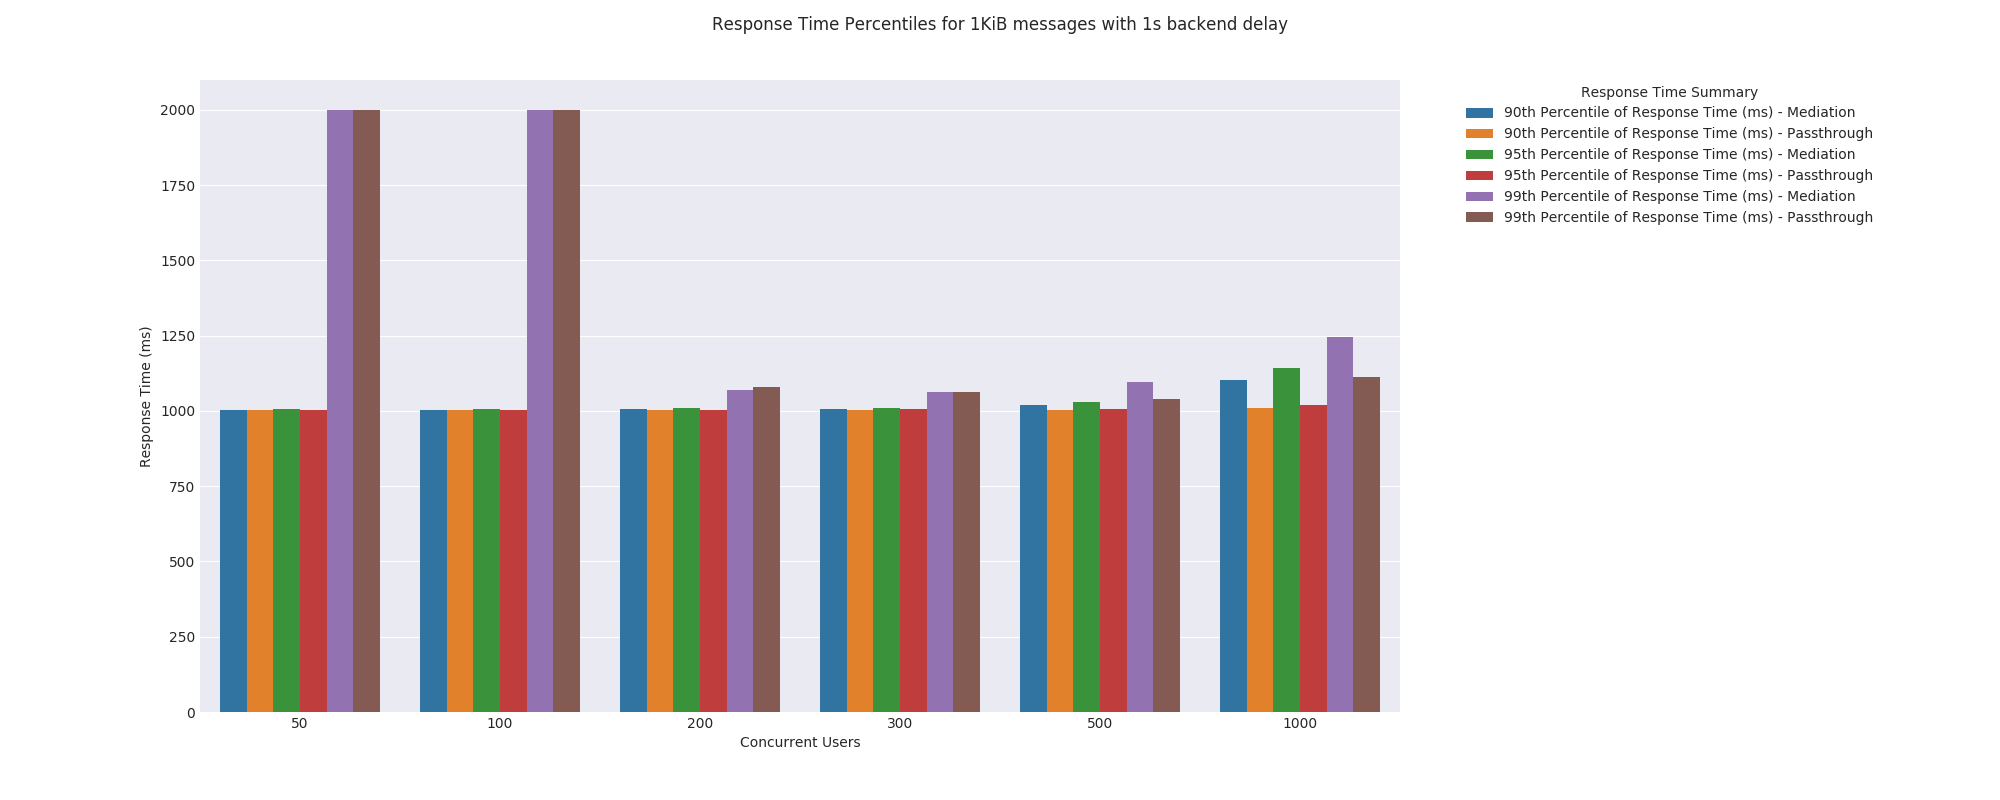 Response Time Percentiles for 1KiB messages with 1s backend delay
Response Time Summary
90th Percentile of Response Time (ms) - Mediation
90th Percentile of Response Time (ms) - Passthrough
95th Percentile of Response Time (ms) - Mediation
95th Percentile of Response Time (ms) - Passthrough
99th Percentile of Response Time (ms) - Mediation
99th Percentile of Response Time (ms) - Passthrough
Response Time (ms)
2000
1750
1500
1250
1000
750
500
250
0
50 100 200 300 500 1000
Concurrent Users